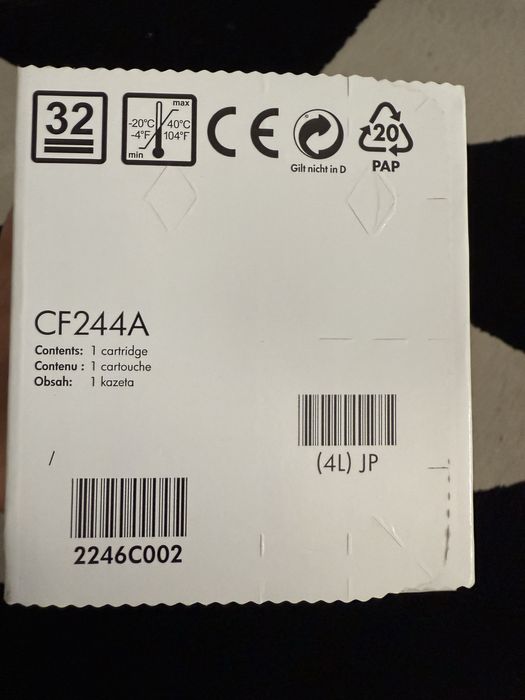 32
max
-20°C 40°C
-4°F 104°F
min
CE
Gilt nicht in D
20
PAP
CF244A
Contents: 1 cartridge
Contenu : 1 cartouche
Obsah: 1 kazeta
(4L) JP
/
2246C002